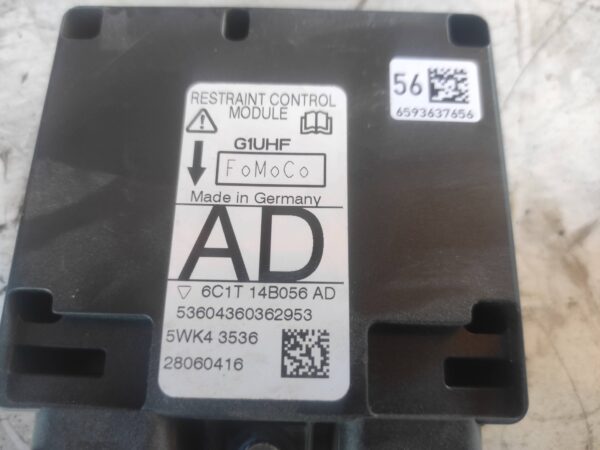 RESTRAINT CONTROL
MODULE
G1UHF
FoMoCo
Made in Germany
AD
6C1T 14B056 AD
53604360362953
5WK4 3536
28060416
56
6593637656